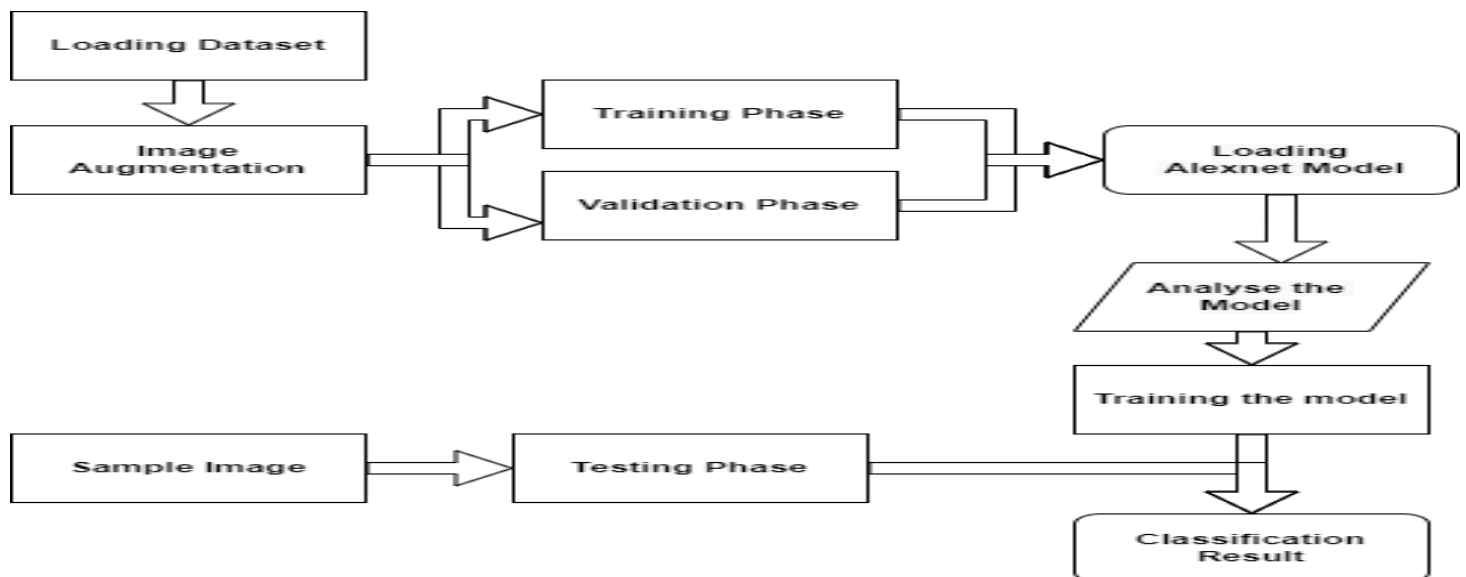 Loading Dataset
Image
Augmentation
Training Phase
Validation Phase
Loading
Alexnet Model
Analyse the
Model
Training the model
Sample Image
Testing Phase
Classification
Result